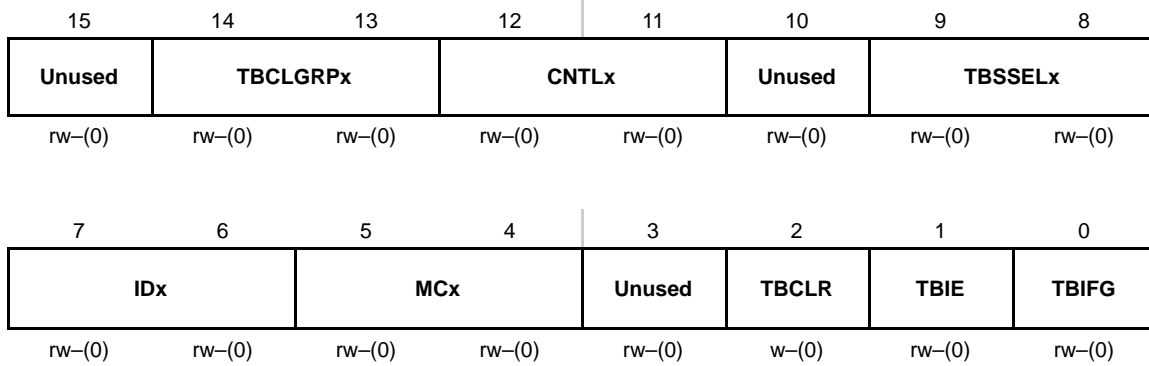 15 14 13 12 11 10 9 8
Unused TBCLGRPx CNTLx Unused TBSSELx
rw–(0) rw–(0) rw–(0) rw–(0) rw–(0) rw–(0) rw–(0) rw–(0)
7 6 5 4 3 2 1 0
IDx MCx Unused TBCLR TBIE TBIFG
rw–(0) rw–(0) rw–(0) rw–(0) rw–(0) w–(0) rw–(0) rw–(0)